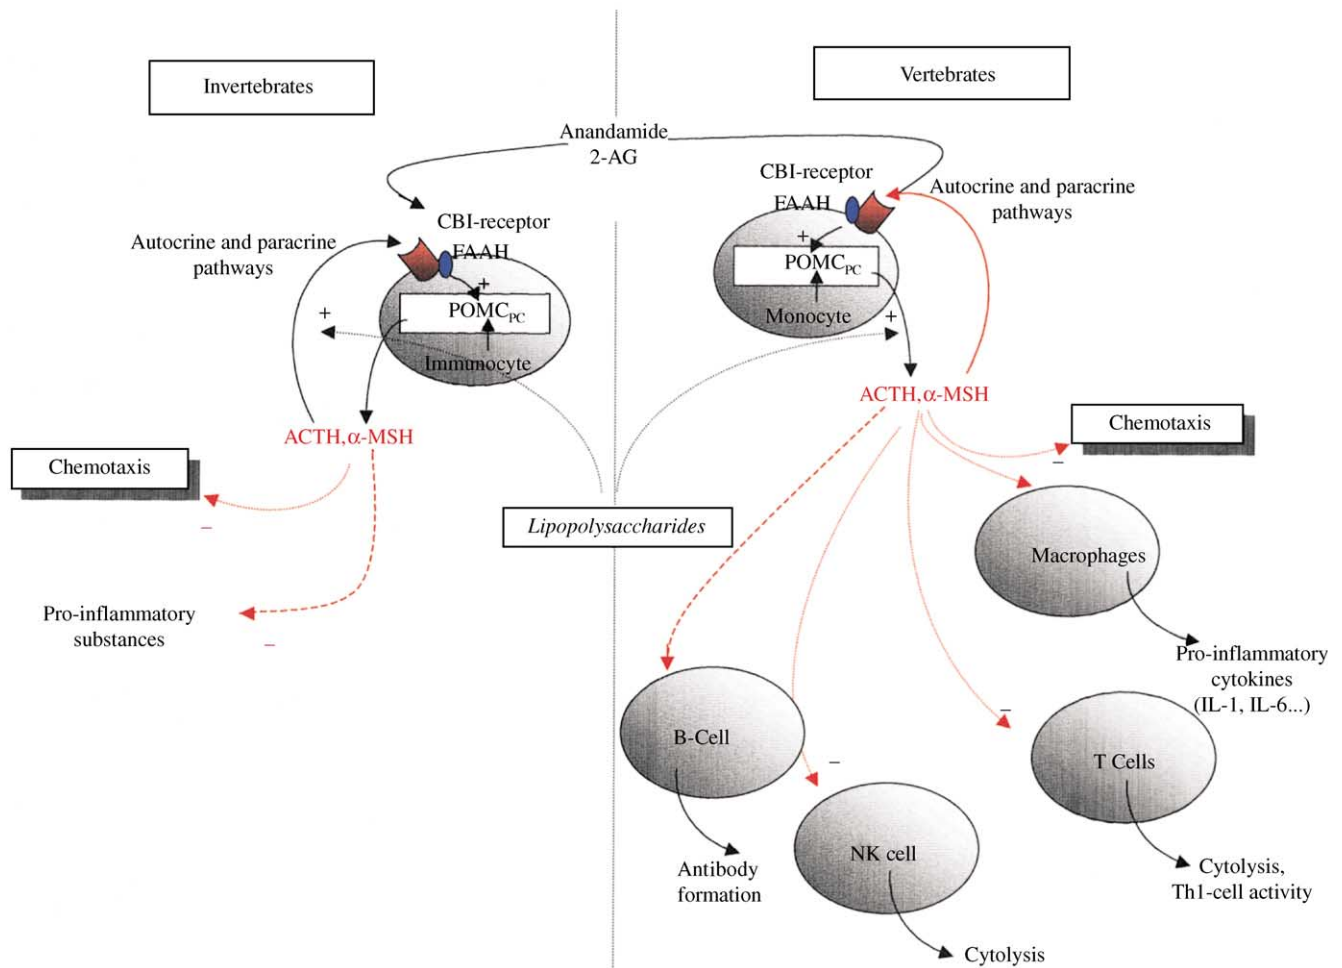 Invertebrates
Vertebrates
Anandamide
2-AG
CBI-receptor
FAAH
Autocrine and paracrine
pathways
+
POMCPC
Monocyte
+
CBI-receptor
FAAH
Autocrine and paracrine
pathways
+
POMCPC
Immunocyte
+
ACTH,α-MSH
ACTH,α-MSH
Chemotaxis
–
Chemotaxis
–
Lipopolysaccharides
Pro-inflammatory
substances
–
Macrophages
Pro-inflammatory
cytokines
(IL-1, IL-6...)
–
B-Cell
–
T Cells
NK cell
Antibody
formation
Cytolysis,
Th1-cell activity
Cytolysis